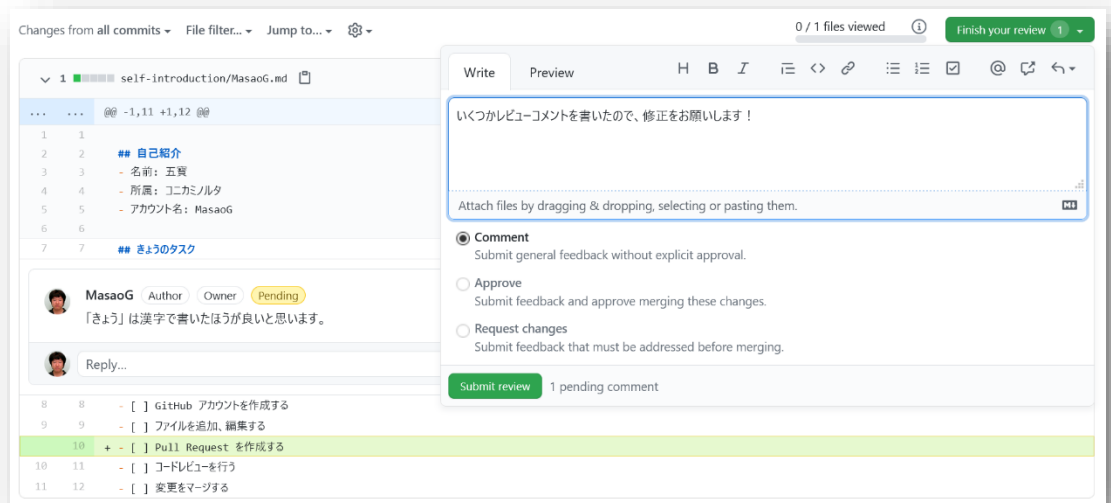 Changes from all commits File filter... Jump to...
0 / 1 files viewed
Finish your review 1
1 self-introduction/MasaoG.md
... ... @@ -1,11 +1,12 @@
1 1
2 2 ## 自己紹介
3 3 - 名前: 五寳
4 4 - 所属: コニカミノルタ
5 5 - アカウント名: MasaoG
6 6
7 7 ## きょうのタスク
MasaoG Author Owner Pending
「きょう」は漢字で書いたほうが良いと思います。
Reply...
8 8 - [ ] GitHub アカウントを作成する
9 9 - [ ] ファイルを追加、編集する
10 + - [ ] Pull Request を作成する
10 11 - [ ] コードレビューを行う
11 12 - [ ] 変更をマージする
Write Preview
いくつかレビューコメントを書いたので、修正をお願いします！
Attach files by dragging & dropping, selecting or pasting them.
Comment
Submit general feedback without explicit approval.
Approve
Submit feedback and approve merging these changes.
Request changes
Submit feedback that must be addressed before merging.
Submit review 1 pending comment